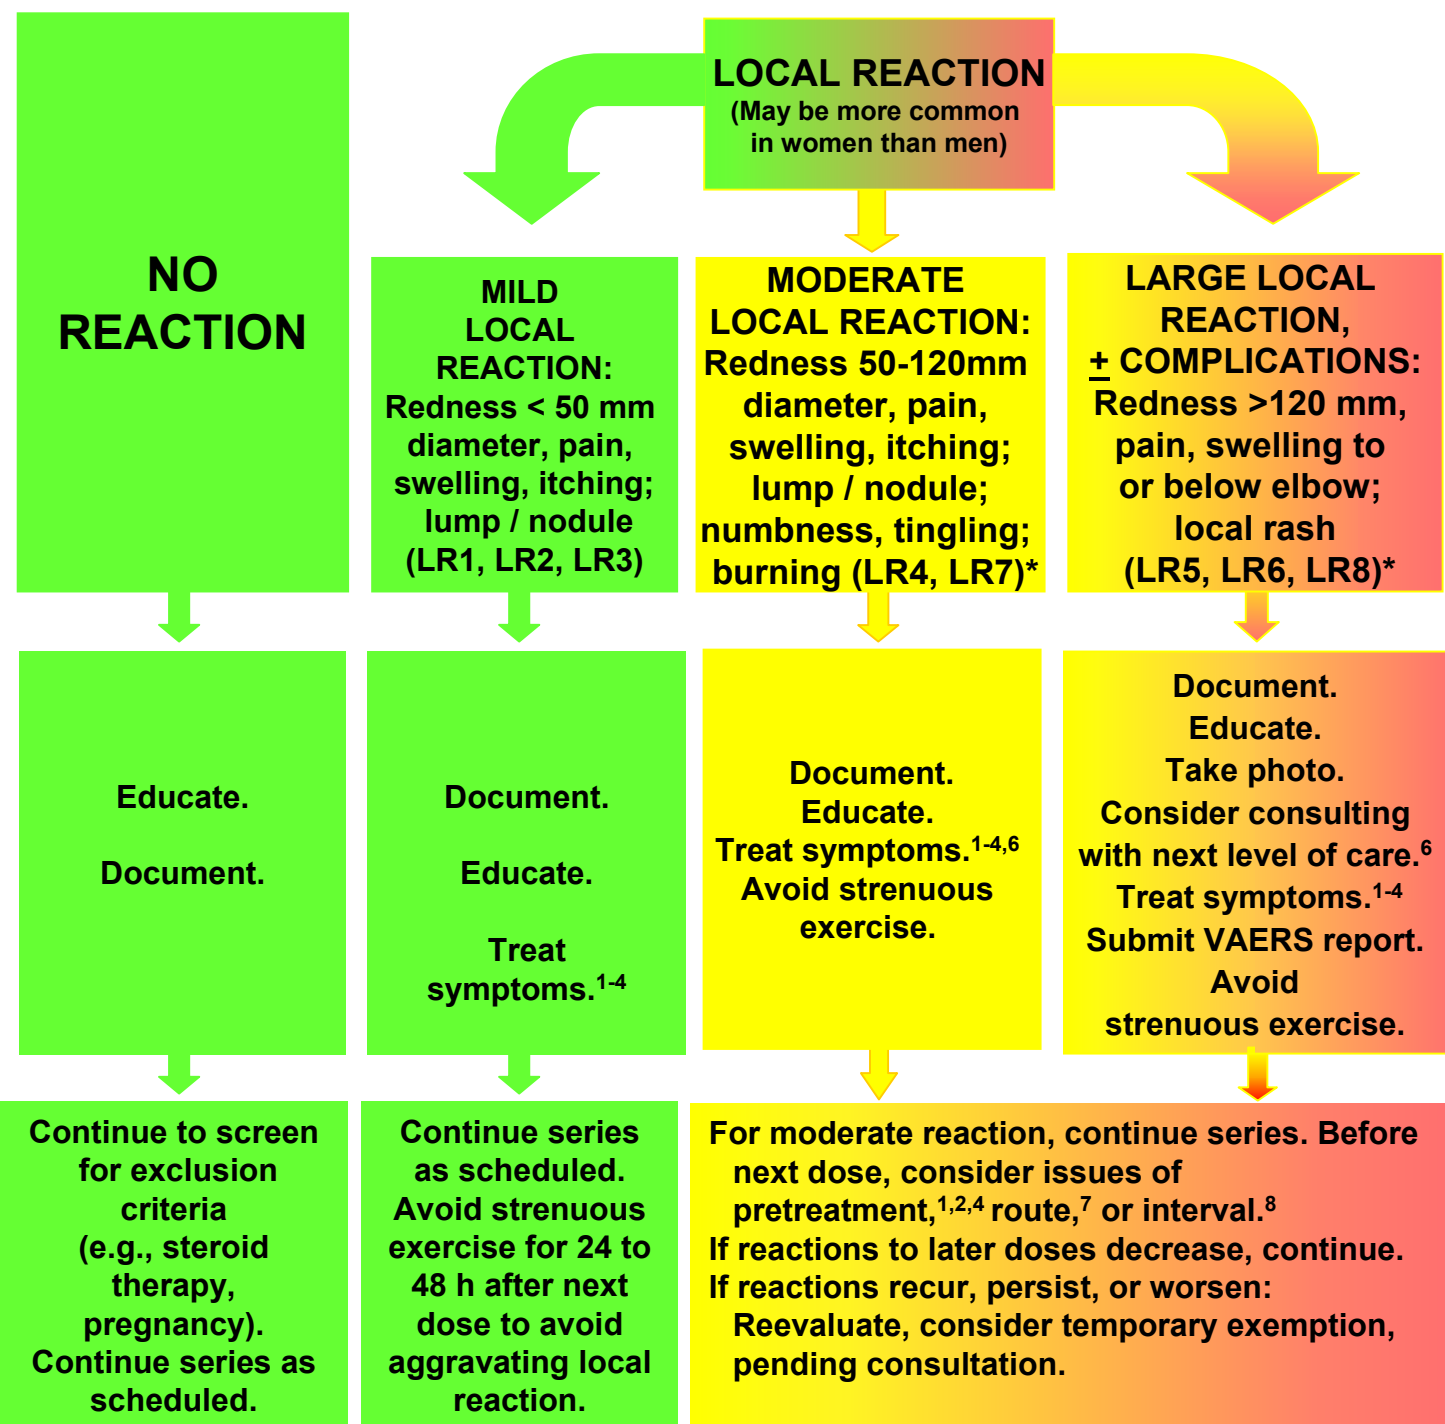 LOCAL REACTION
(May be more common
in women than men)
NO
REACTION
MILD
LOCAL
REACTION:
Redness < 50 mm
diameter, pain,
swelling, itching;
lump / nodule
(LR1, LR2, LR3)
MODERATE
LOCAL REACTION:
Redness 50-120mm
diameter, pain,
swelling, itching;
lump / nodule;
numbness, tingling;
burning (LR4, LR7)*
LARGE LOCAL
REACTION,
+ COMPLICATIONS:
Redness >120 mm,
pain, swelling to
or below elbow;
local rash
(LR5, LR6, LR8)*
Educate.
Document.
Document.
Educate.
Treat
symptoms.1-4
Document.
Educate.
Treat symptoms.1-4,6
Avoid strenuous
exercise.
Document.
Educate.
Take photo.
Consider consulting
with next level of care.6
Treat symptoms.1-4
Submit VAERS report.
Avoid
strenuous exercise.
Continue to screen
for exclusion
criteria
(e.g., steroid
therapy,
pregnancy).
Continue series as
scheduled.
Continue series
as scheduled.
Avoid strenuous
exercise for 24 to
48 h after next
dose to avoid
aggravating local
reaction.
For moderate reaction, continue series. Before
next dose, consider issues of
pretreatment,1,2,4 route,7 or interval.8
If reactions to later doses decrease, continue.
If reactions recur, persist, or worsen:
Reevaluate, consider temporary exemption,
pending consultation.